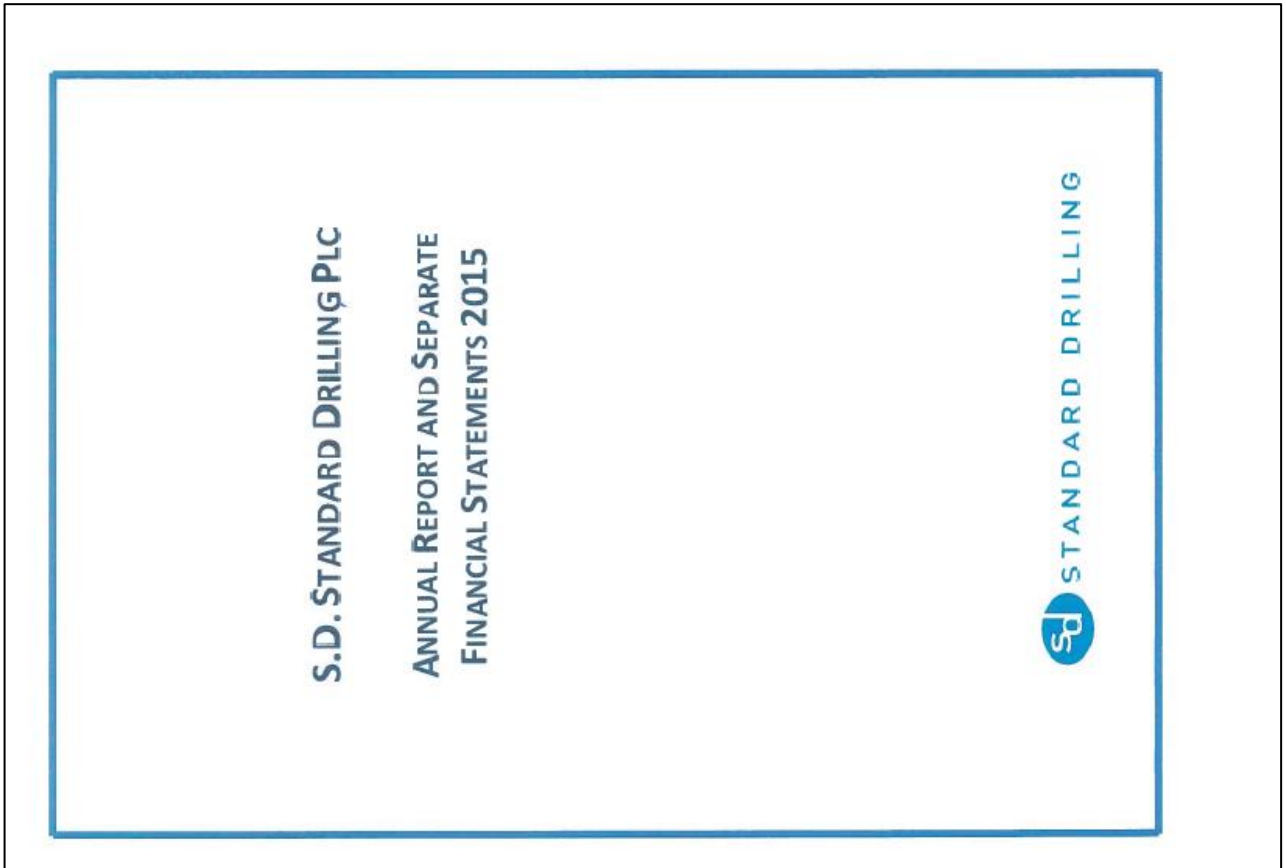 S.D. STANDARD DRILLING PLC
ANNUAL REPORT AND SEPARATE
FINANCIAL STATEMENTS 2015
sd STANDARD DRILLING